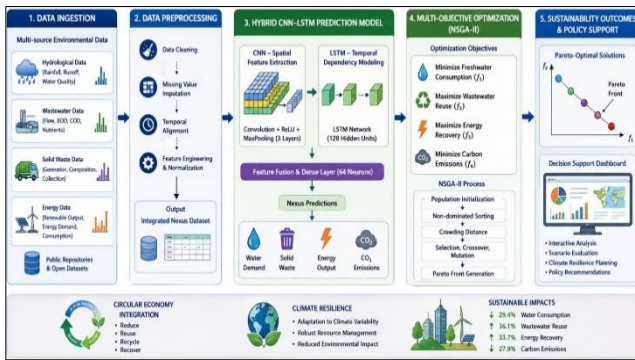 1. DATA INGESTION
Multi-source Environmental Data
Hydrological Data
(Rainfall, Runoff,
Water Quality)
Wastewater Data
(Flow, BOD, COD,
Nutrients)
Solid Waste Data
(Generation, Composition,
Collection)
Energy Data
(Renewable Output,
Energy Demand,
Consumption)
Public Repositories
& Open Datasets
2. DATA PREPROCESSING
Data Cleaning
Missing Value
Imputation
Temporal
Alignment
Feature Engineering
& Normalization
Output
Integrated Nexus Dataset
3. HYBRID CNN-LSTM PREDICTION MODEL
CNN – Spatial
Feature Extraction
LSTM – Temporal
Dependency Modeling
Convolution + ReLU +
MaxPooling (3 Layers)
LSTM Network
(128 Hidden Units)
Feature Fusion & Dense Layer (64 Neurons)
Nexus Predictions
Water
Demand
Solid
Waste
Energy
Output
CO₂
CO₂
Emissions
4. MULTI-OBJECTIVE OPTIMIZATION
(NSGA-II)
Optimization Objectives
Minimize Freshwater
Consumption (f₁)
Maximize Wastewater
Reuse (f₂)
Maximize Energy
Recovery (f₃)
CO₂
Minimize Carbon
Emissions (f₄)
NSGA-II Process
Population Initialization
Non-dominated Sorting
Crowding Distance
Selection, Crossover,
Mutation
Pareto Front Generation
5. SUSTAINABILITY OUTCOMES
& POLICY SUPPORT
Pareto-Optimal Solutions
Pareto
Front
Decision Support Dashboard
• Interactive Analysis
• Scenario Evaluation
• Climate Resilience Planning
• Policy Recommendations
CIRCULAR ECONOMY
INTEGRATION
• Reduce
• Reuse
• Recycle
• Recover
CLIMATE RESILIENCE
• Adaptation to Climate Variability
• Robust Resource Management
• Reduced Environmental Impact
SUSTAINABLE IMPACTS
↓ 29.4% Water Consumption
↑ 36.1% Wastewater Reuse
↑ 33.7% Energy Recovery
↓ 27.9% Carbon Emissions